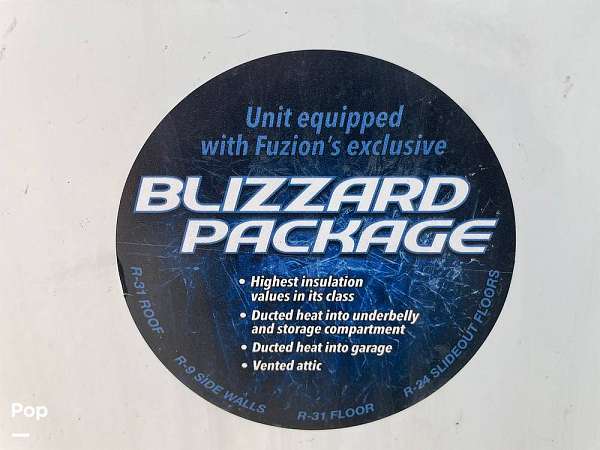 Unit equipped
with Fuzion's exclusive
BLIZZARD
PACKAGE
• Highest insulation
values in its class
• Ducted heat into underbelly
and storage compartment
• Ducted heat into garage
• Vented attic
R-31 ROOF
R-9 SIDE WALLS
R-31 FLOOR
R-24 SLIDEOUT FLOORS
Pop